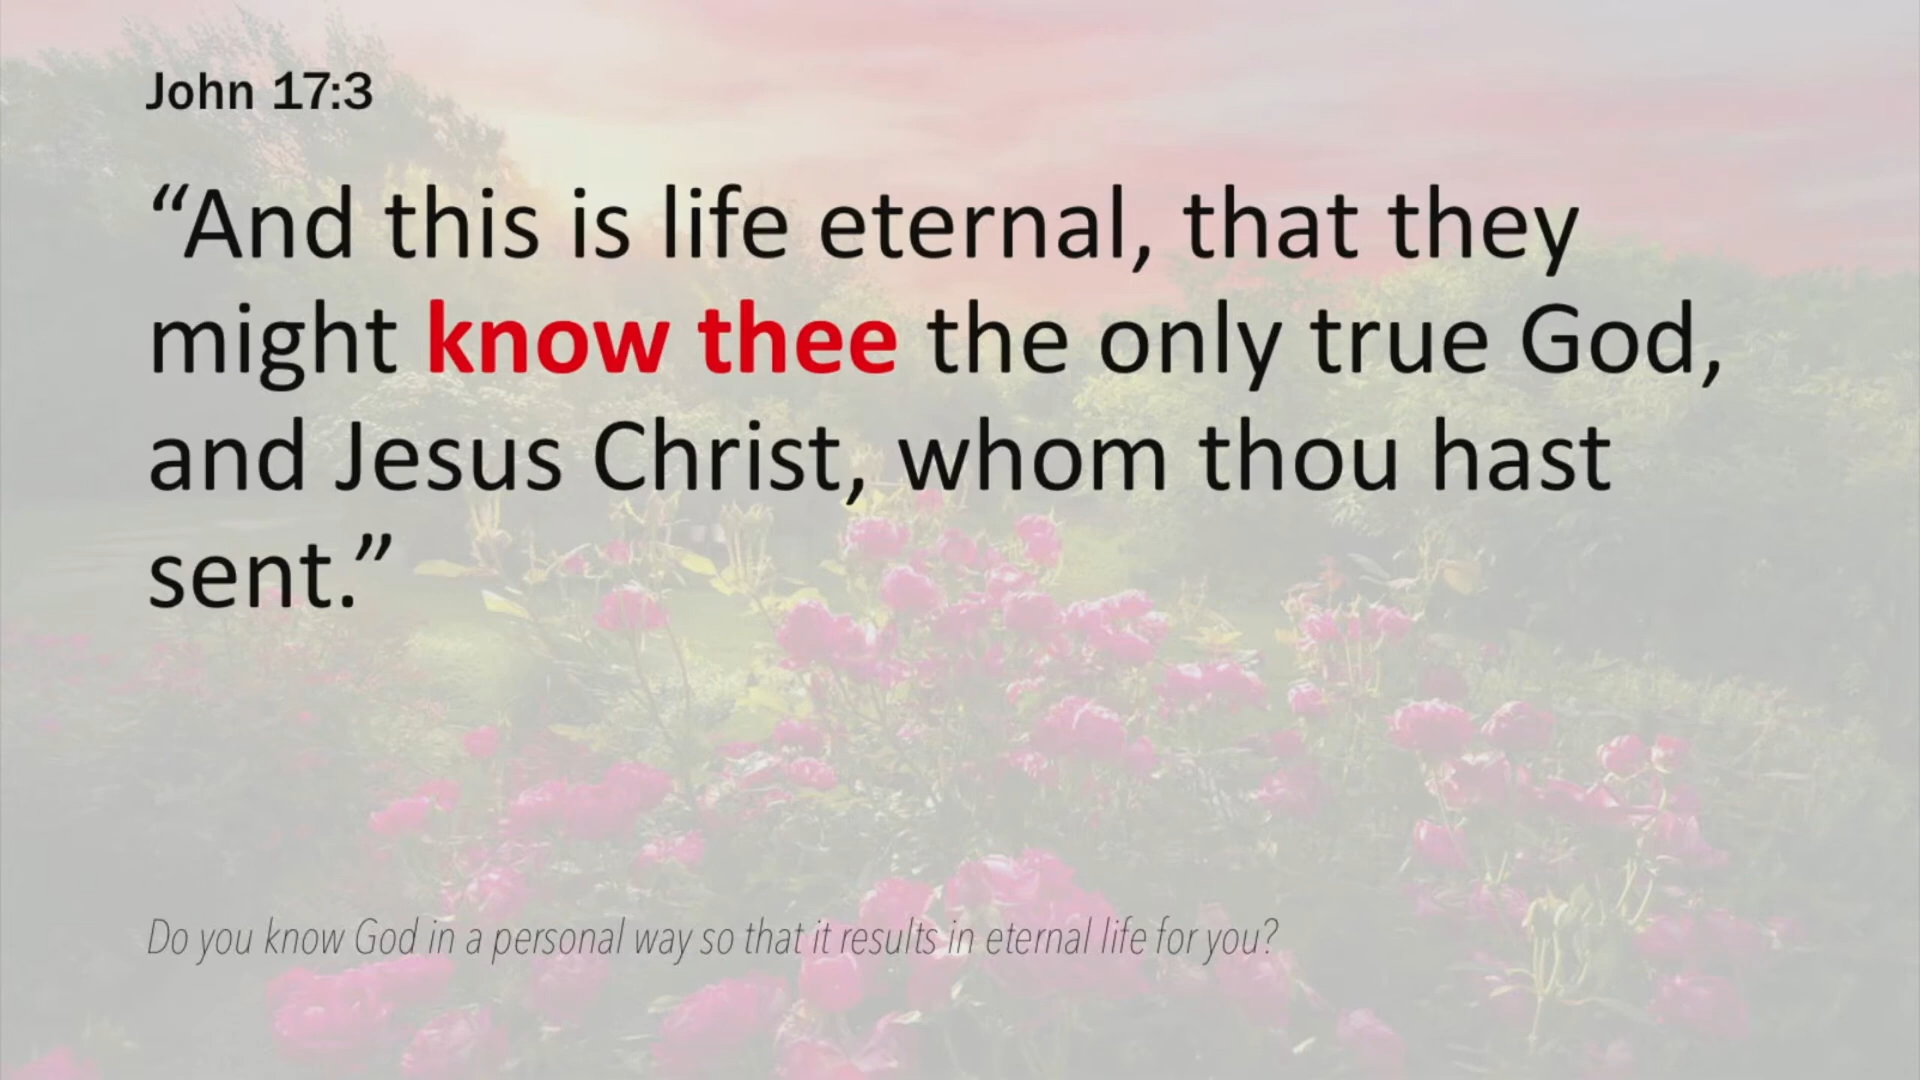 John 17:3
“And this is life eternal, that they
might know thee the only true God,
and Jesus Christ, whom thou hast
sent.”
Do you know God in a personal way so that it results in eternal life for you?